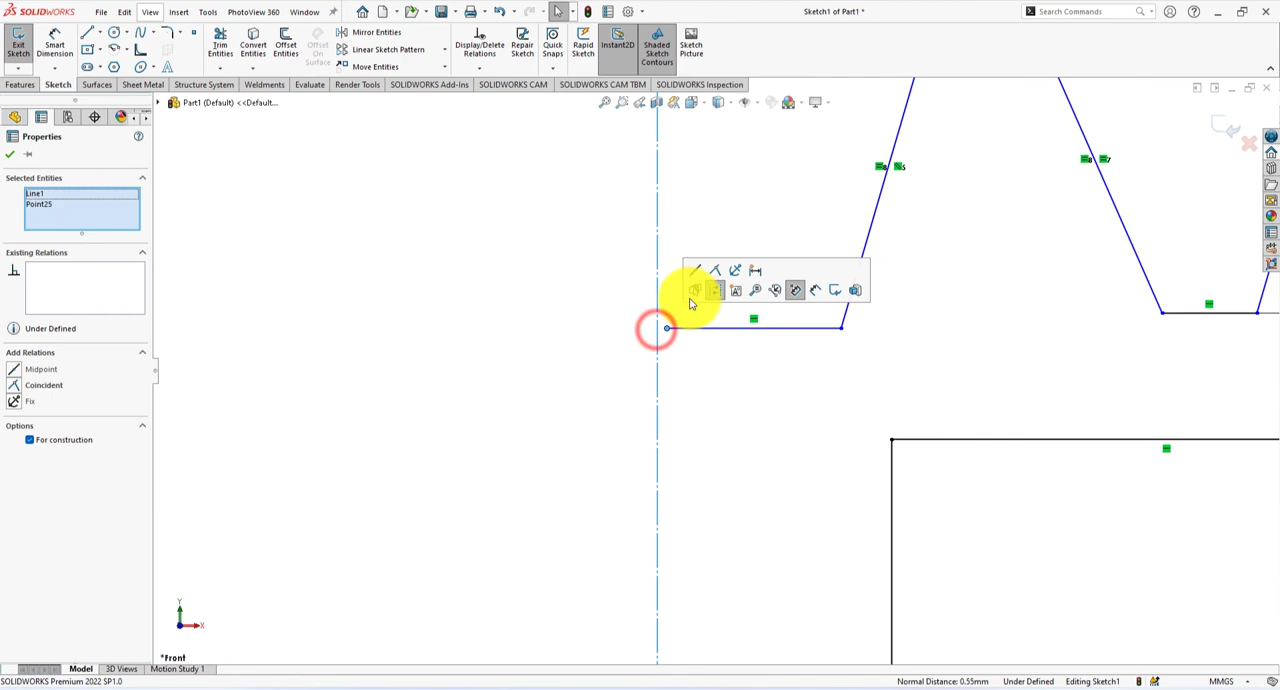 SOLIDWORKS File Edit View Insert Tools PhotoView 360 Window Sketch1 of Part1 * Search Commands
Exit Sketch
Smart Dimension
Trim Entities
Convert Entities
Offset Entities
Offset On Surface
Mirror Entities
Linear Sketch Pattern
Move Entities
Display/Delete Relations
Repair Sketch
Quick Snaps
Rapid Sketch
Instant2D
Shaded Sketch Contours
Sketch Picture
Features Sketch Surfaces Sheet Metal Structure System Weldments Evaluate Render Tools SOLIDWORKS Add-Ins SOLIDWORKS CAM SOLIDWORKS CAM TBM SOLIDWORKS Inspection
Part1 (Default) <<Default...
Properties
Selected Entities
Line1
Point25
Existing Relations
Under Defined
Add Relations
Midpoint
Coincident
Fix
Options
For construction
Y
X
*Front
Model 3D Views Motion Study 1
SOLIDWORKS Premium 2022 SP1.0 Normal Distance: 0.55mm Under Defined Editing Sketch1 MMGS